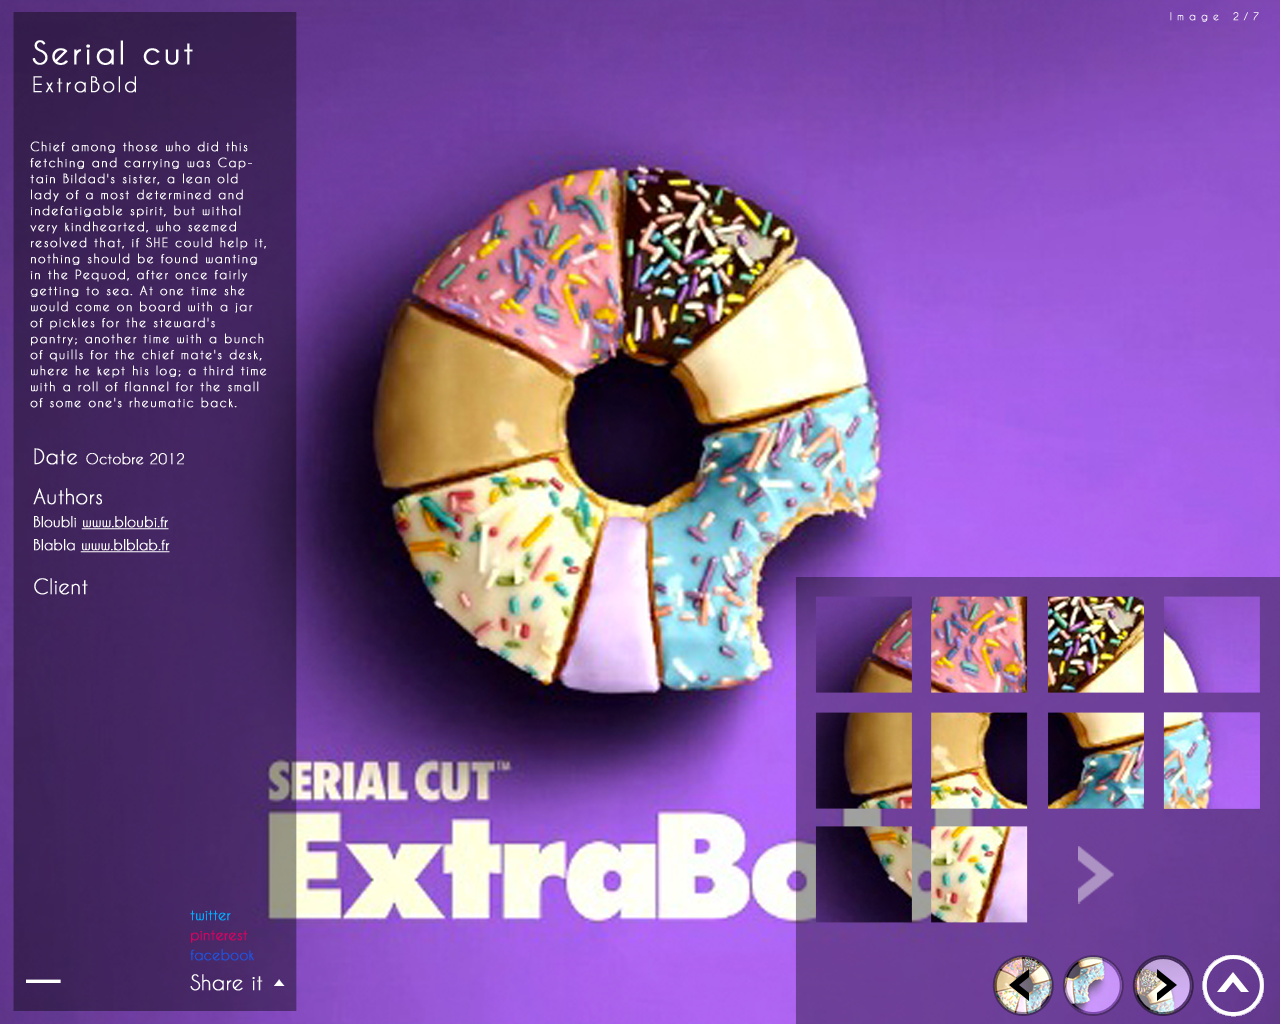 Image 2/7
Serial cut
ExtraBold
Chief among those who did this
fetching and carrying was Cap-
tain Bildad's sister, a lean old
lady of a most determined and
indefatigable spirit, but withal
very kindhearted, who seemed
resolved that, if SHE could help it,
nothing should be found wanting
in the Pequod, after once fairly
getting to sea. At one time she
would come on board with a jar
of pickles for the steward's
pantry; another time with a bunch
of quills for the chief mate's desk,
where he kept his log; a third time
with a roll of flannel for the small
of some one's rheumatic back.
Date Octobre 2012
Authors
Bloubli www.bloubi.fr
Blabla www.blblab.fr
Client
SERIAL CUT™
ExtraBo
twitter
pinterest
facebook
Share it